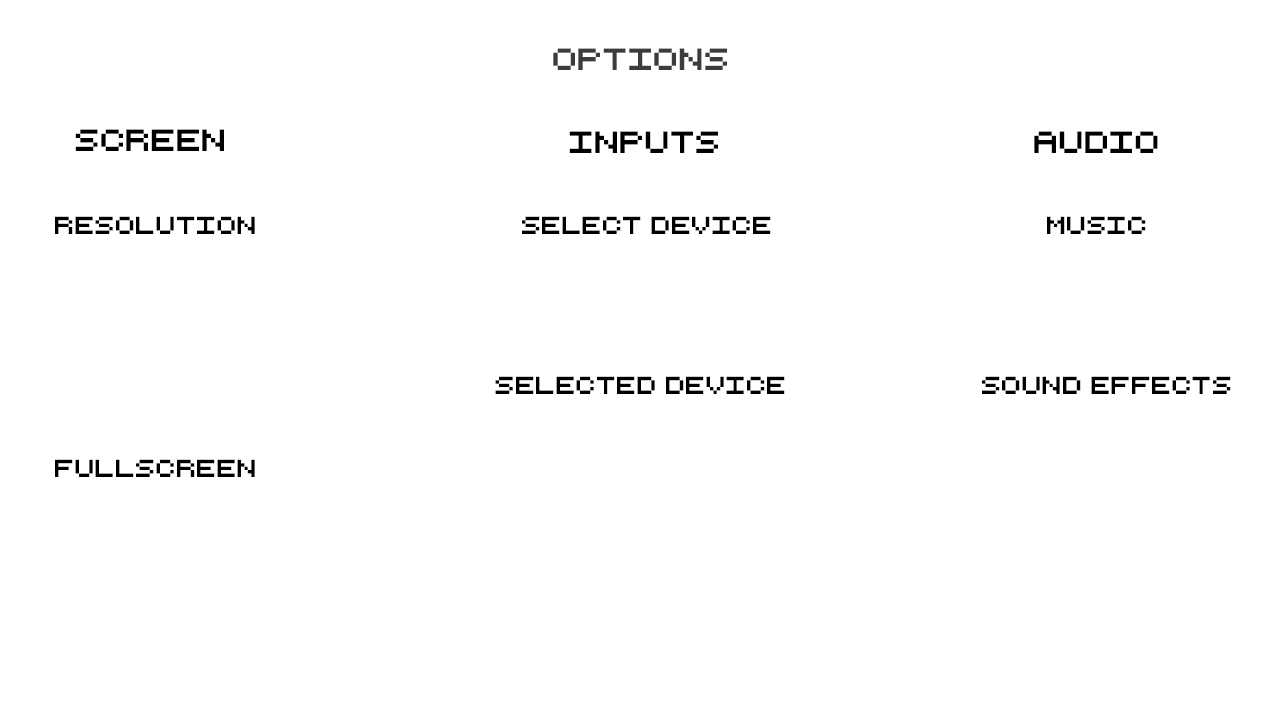 OPTIONS
SCREEN
INPUTS
AUDIO
RESOLUTION
SELECT DEVICE
MUSIC
SELECTED DEVICE
SOUND EFFECTS
FULLSCREEN